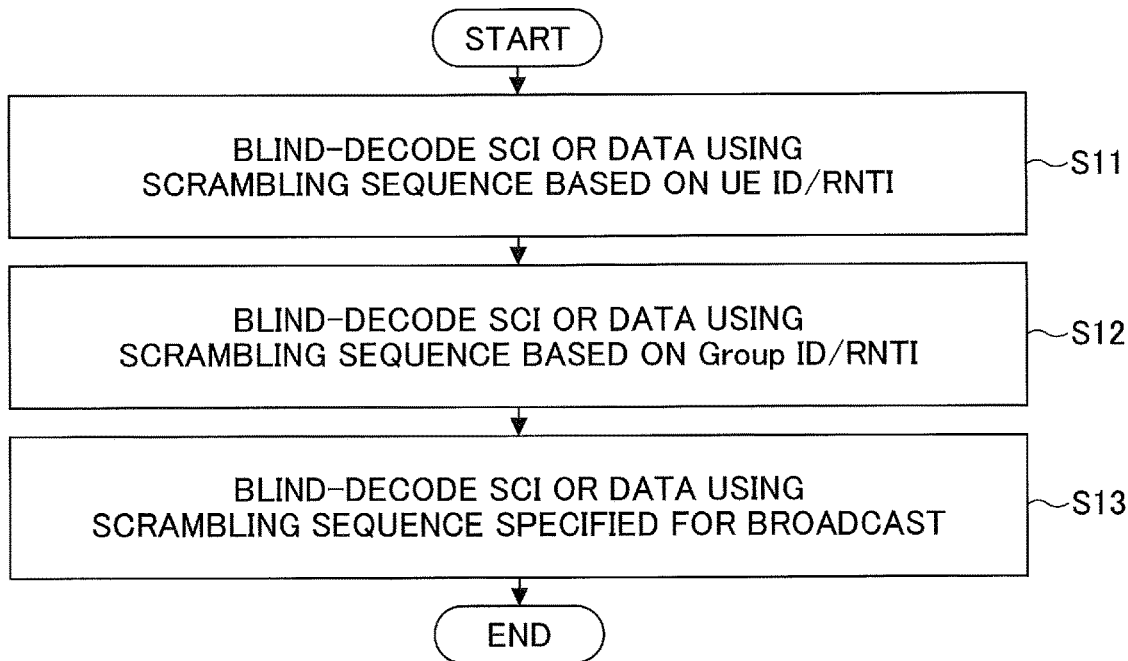 START
BLIND-DECODE SCI OR DATA USING
SCRAMBLING SEQUENCE BASED ON UE ID/RNTI
S11
BLIND-DECODE SCI OR DATA USING
SCRAMBLING SEQUENCE BASED ON Group ID/RNTI
S12
BLIND-DECODE SCI OR DATA USING
SCRAMBLING SEQUENCE SPECIFIED FOR BROADCAST
S13
END